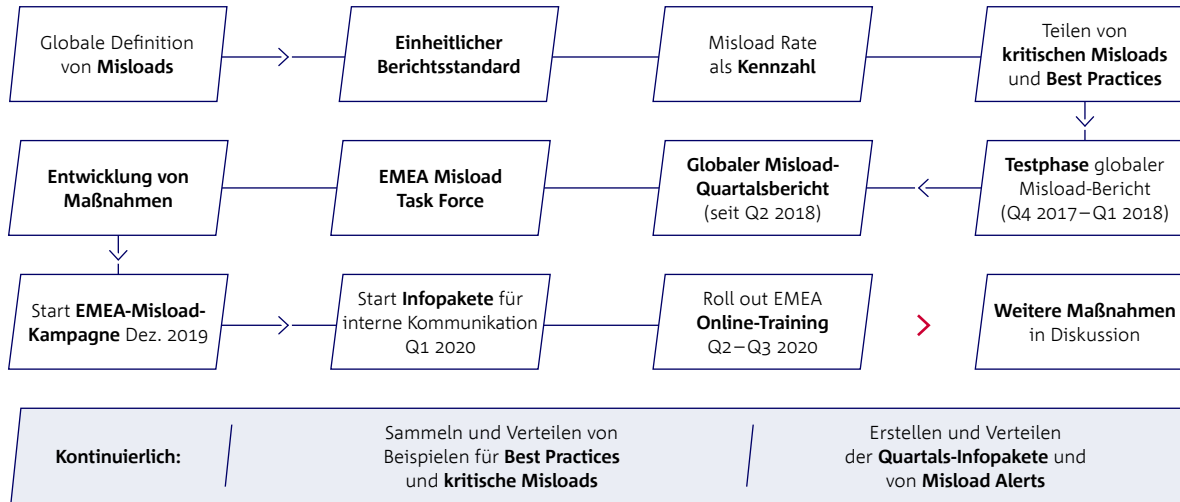 Globale Definition
von Misloads
Einheitlicher
Berichtsstandard
Misload Rate
als Kennzahl
Teilen von
kritischen Misloads
und Best Practices
Entwicklung von
Maßnahmen
EMEA Misload
Task Force
Globaler Misload-
Quartalsbericht
(seit Q2 2018)
Testphase globaler
Misload-Bericht
(Q4 2017–Q1 2018)
Start EMEA-Misload-
Kampagne Dez. 2019
Start Infopakete für
interne Kommunikation
Q1 2020
Roll out EMEA
Online-Training
Q2–Q3 2020
Weitere Maßnahmen
in Diskussion
Kontinuierlich:
Sammeln und Verteilen von
Beispielen für Best Practices
und kritische Misloads
Erstellen und Verteilen
der Quartals-Infopakete und
von Misload Alerts